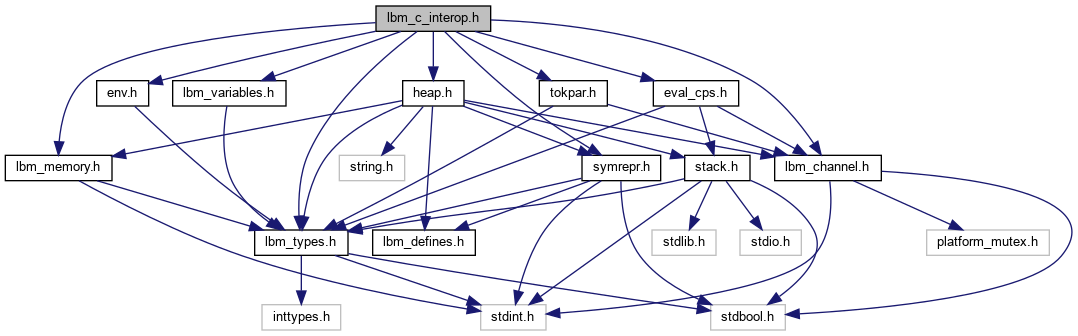 lbm_c_interop.h
env.h
lbm_variables.h
heap.h
tokpar.h
eval_cps.h
lbm_memory.h
string.h
symrepr.h
stack.h
lbm_channel.h
lbm_types.h
lbm_defines.h
stdlib.h
stdio.h
platform_mutex.h
inttypes.h
stdint.h
stdbool.h